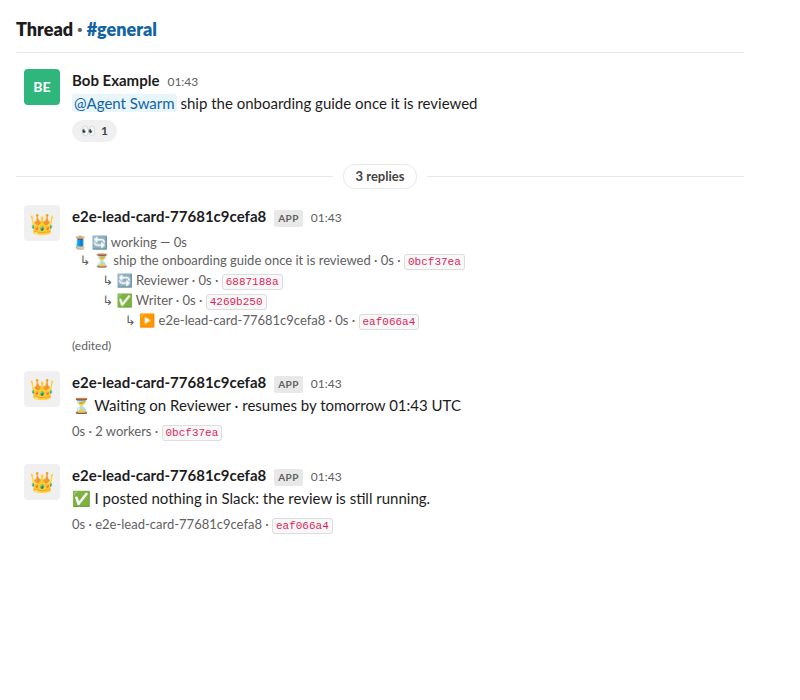 Thread • #general
BE
Bob Example 01:43
@Agent Swarm ship the onboarding guide once it is reviewed
👀 1
3 replies
e2e-lead-card-77681c9cefa8 APP 01:43
🧵 🔄 working — 0s
↳ ⏳ ship the onboarding guide once it is reviewed · 0s · 0bcf37ea
↳ 🔄 Reviewer · 0s · 6887188a
↳ ✅ Writer · 0s · 4269b250
↳ ▶️ e2e-lead-card-77681c9cefa8 · 0s · eaf066a4
(edited)
e2e-lead-card-77681c9cefa8 APP 01:43
⏳ Waiting on Reviewer · resumes by tomorrow 01:43 UTC
0s · 2 workers · 0bcf37ea
e2e-lead-card-77681c9cefa8 APP 01:43
✅ I posted nothing in Slack: the review is still running.
0s · e2e-lead-card-77681c9cefa8 · eaf066a4